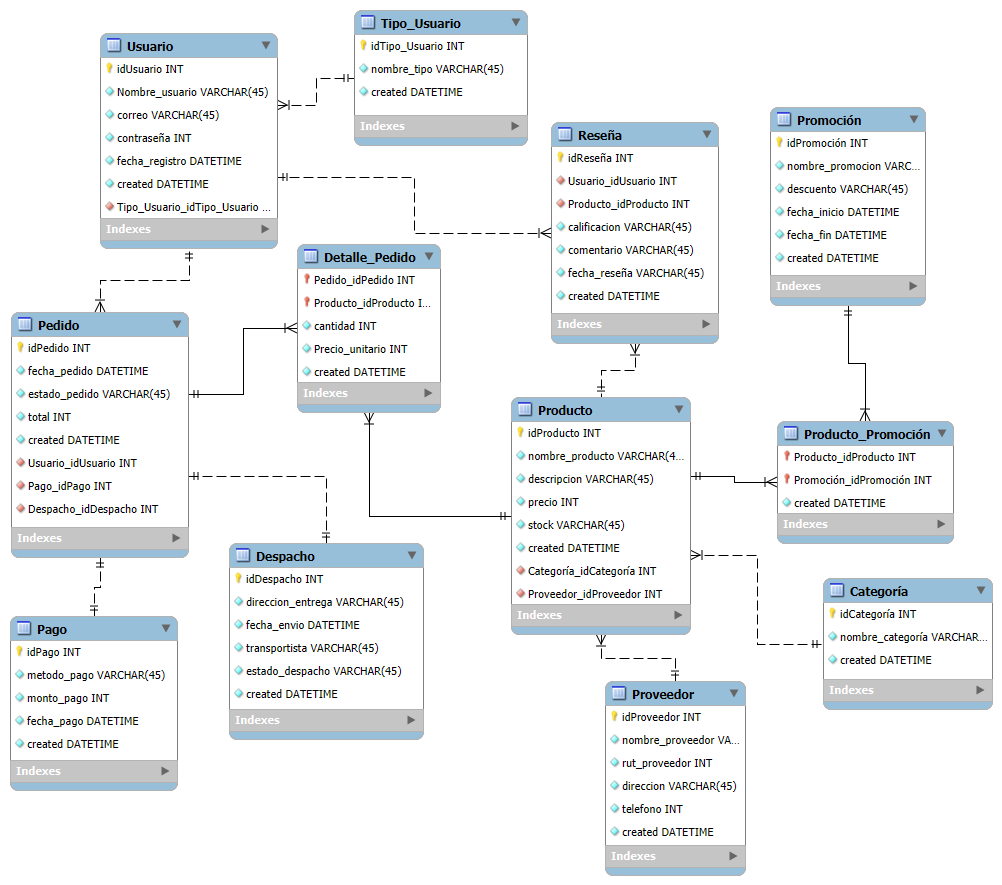 Tipo_Usuario
idTipo_Usuario INT
nombre_tipo VARCHAR(45)
created DATETIME
Indexes
Usuario
idUsuario INT
Nombre_usuario VARCHAR(45)
correo VARCHAR(45)
contraseña INT
fecha_registro DATETIME
created DATETIME
Tipo_Usuario_idTipo_Usuario ...
Indexes
Reseña
idReseña INT
Usuario_idUsuario INT
Producto_idProducto INT
calificacion VARCHAR(45)
comentario VARCHAR(45)
fecha_reseña VARCHAR(45)
created DATETIME
Indexes
Promoción
idPromoción INT
nombre_promocion VARC...
descuento VARCHAR(45)
fecha_inicio DATETIME
fecha_fin DATETIME
created DATETIME
Indexes
Detalle_Pedido
Pedido_idPedido INT
Producto_idProducto I...
cantidad INT
Precio_unitario INT
created DATETIME
Indexes
Pedido
idPedido INT
fecha_pedido DATETIME
estado_pedido VARCHAR(45)
total INT
created DATETIME
Usuario_idUsuario INT
Pago_idPago INT
Despacho_idDespacho INT
Indexes
Producto
idProducto INT
nombre_producto VARCHAR(4...
descripcion VARCHAR(45)
precio INT
stock VARCHAR(45)
created DATETIME
Categoría_idCategoría INT
Proveedor_idProveedor INT
Indexes
Producto_Promoción
Producto_idProducto INT
Promoción_idPromoción INT
created DATETIME
Indexes
Despacho
idDespacho INT
direccion_entrega VARCHAR(45)
fecha_envio DATETIME
transportista VARCHAR(45)
estado_despacho VARCHAR(45)
created DATETIME
Indexes
Categoría
idCategoría INT
nombre_categoría VARCHAR...
created DATETIME
Indexes
Pago
idPago INT
metodo_pago VARCHAR(45)
monto_pago INT
fecha_pago DATETIME
created DATETIME
Indexes
Proveedor
idProveedor INT
nombre_proveedor VA...
rut_proveedor INT
direccion VARCHAR(45)
telefono INT
created DATETIME
Indexes